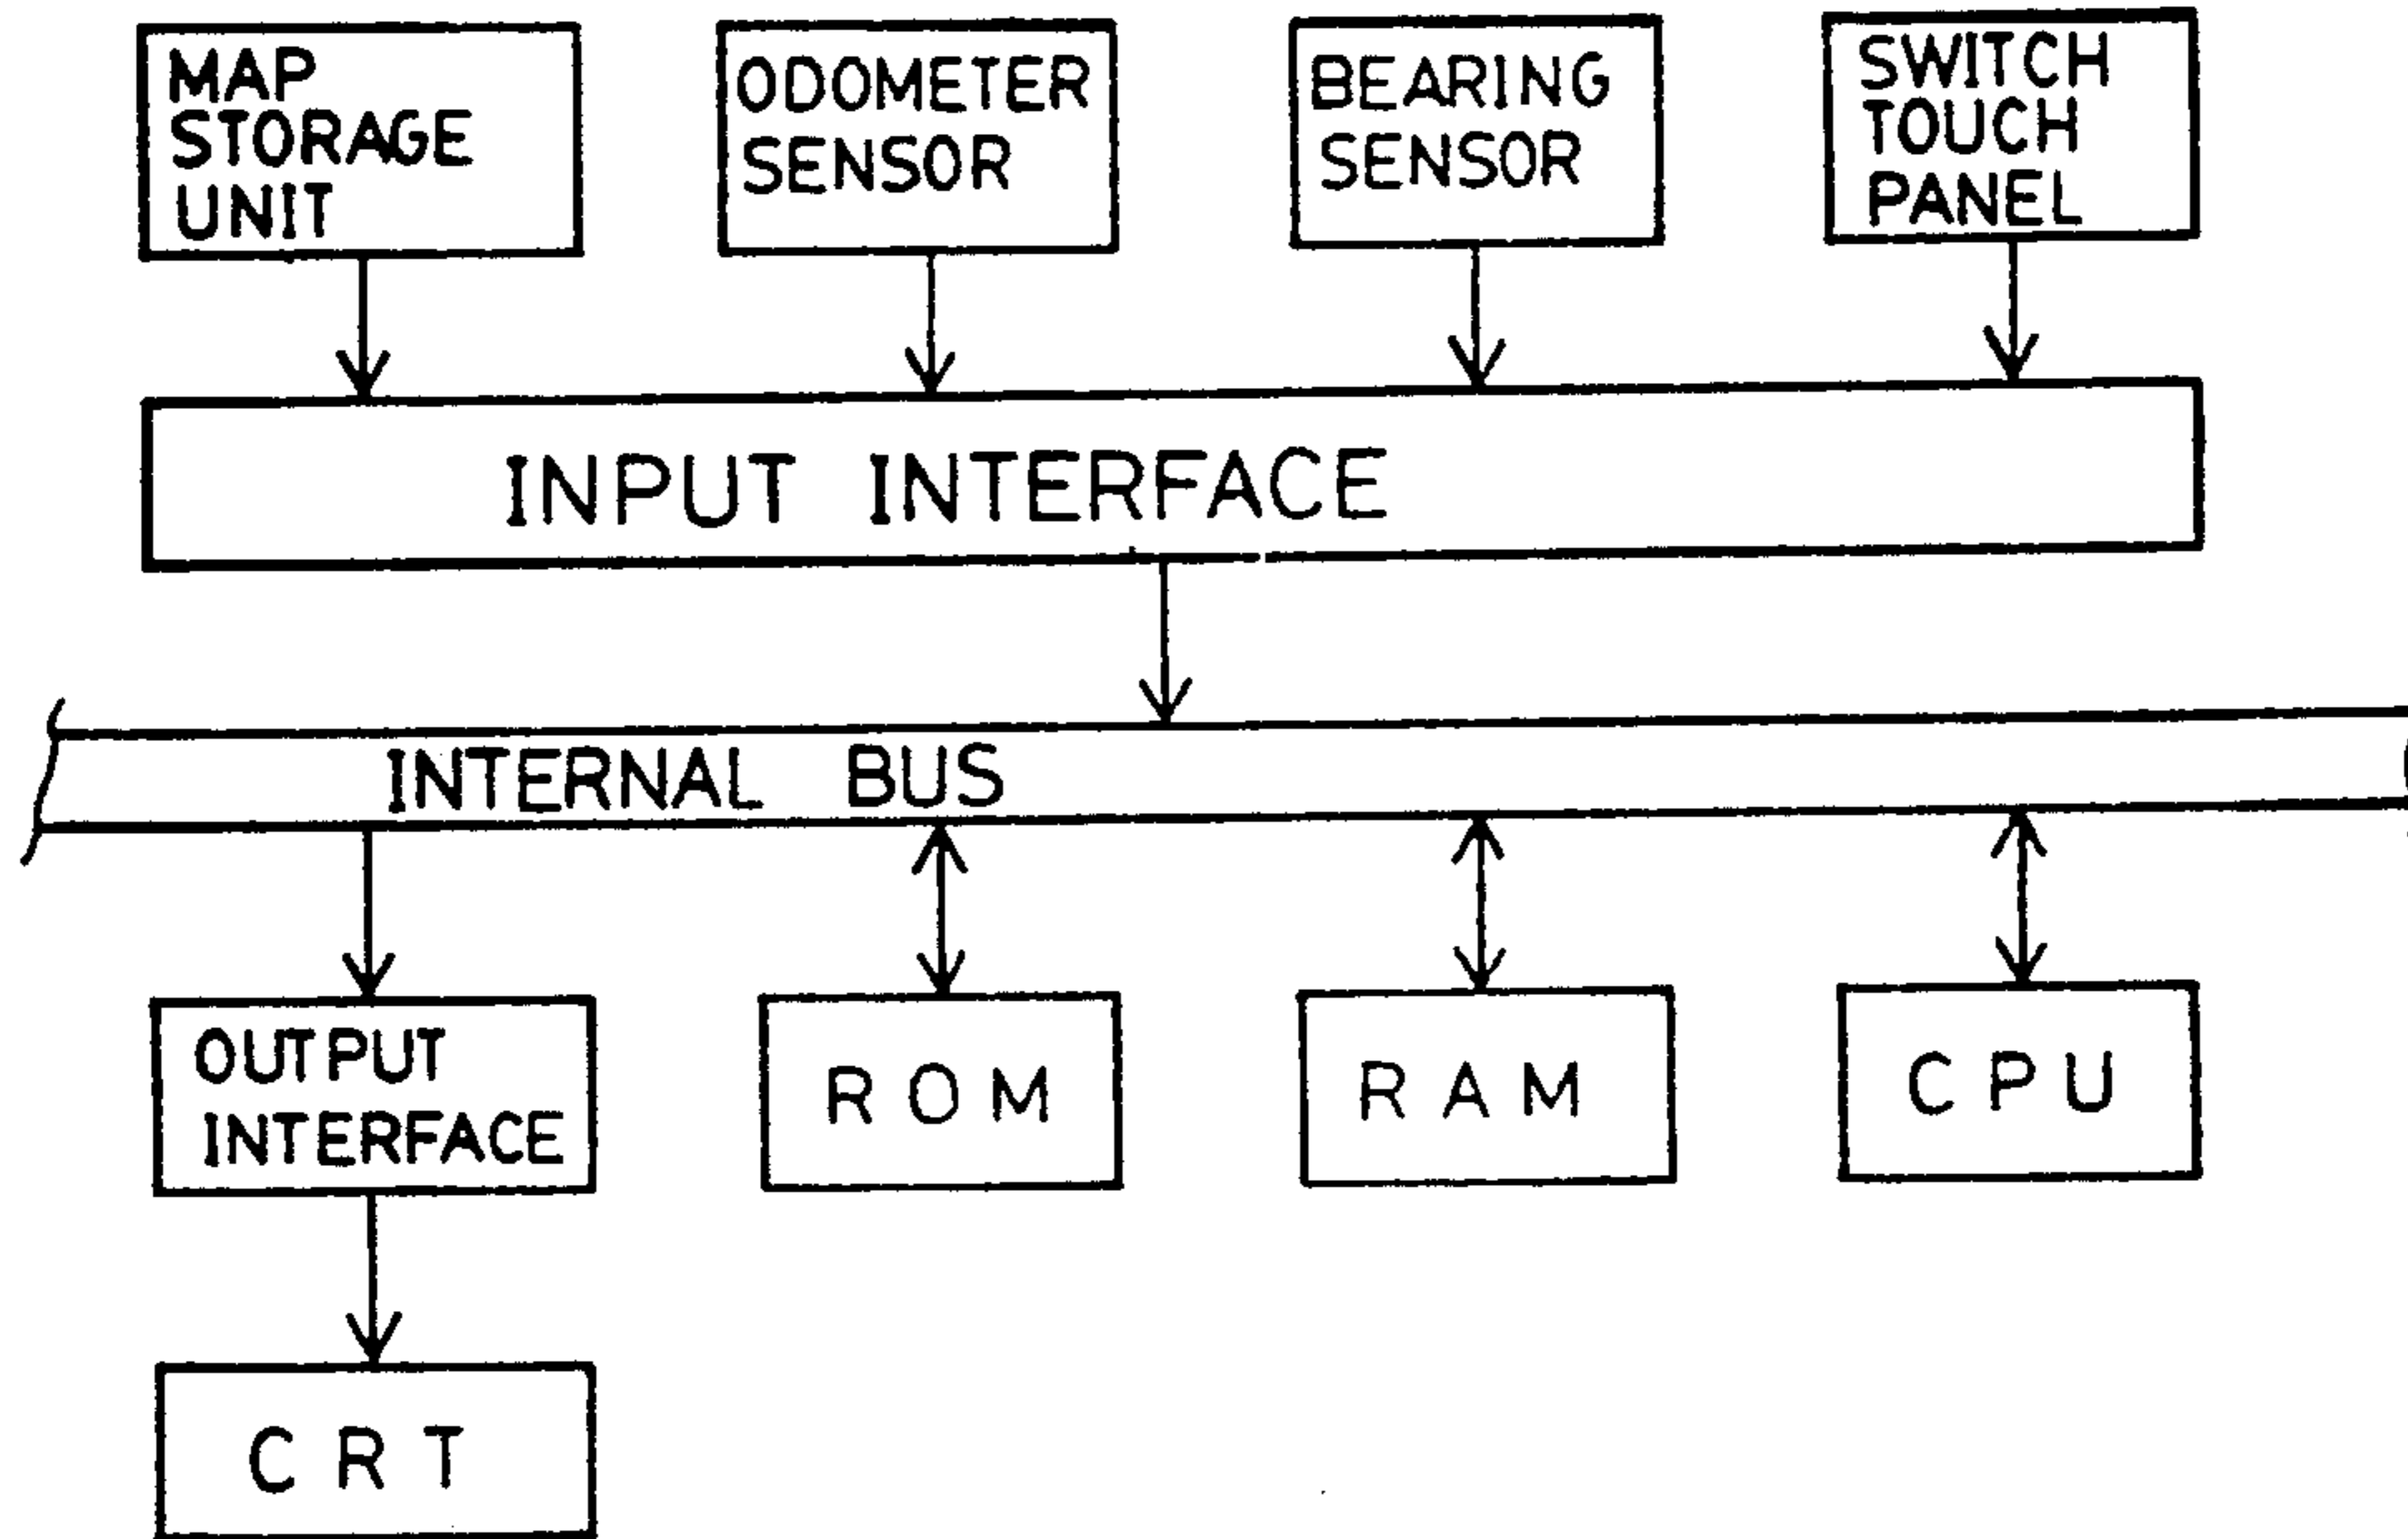 MAP
STORAGE
UNIT
ODOMETER
SENSOR
BEARING
SENSOR
SWITCH
TOUCH
PANEL
INPUT INTERFACE
INTERNAL BUS
OUTPUT
INTERFACE
ROM
RAM
CPU
CRT